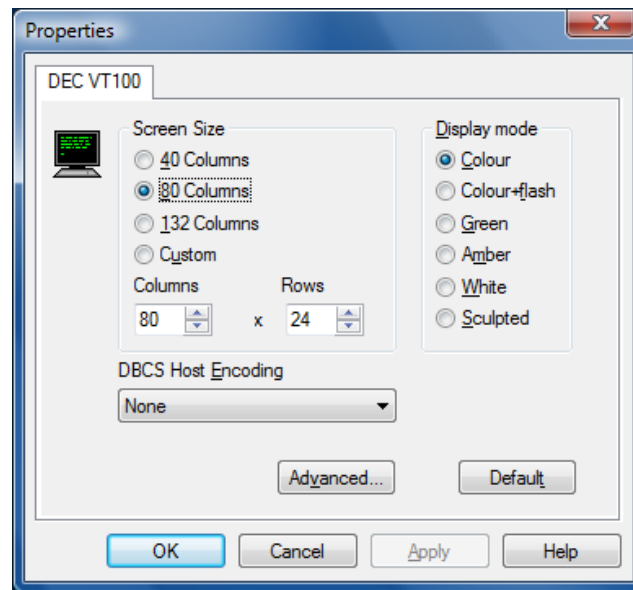 Properties
DEC VT100
Screen Size
40 Columns
80 Columns
132 Columns
Custom
Columns Rows
80 x 24
Display mode
Colour
Colour+flash
Green
Amber
White
Sculpted
DBCS Host Encoding
None
Advanced... Default
OK Cancel Apply Help